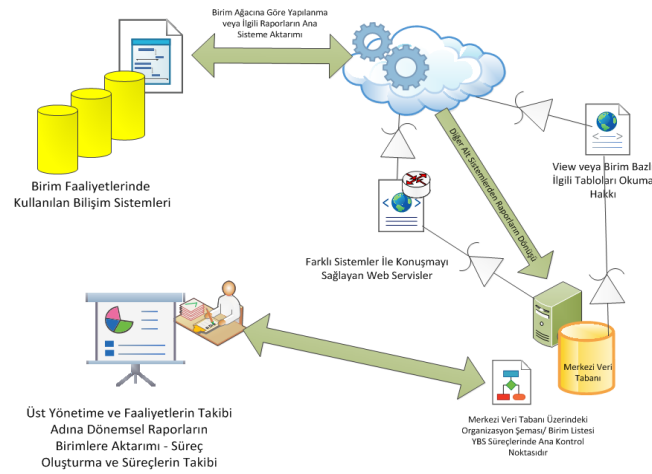 Birim Ağacına Göre Yapılanma
veya İlgili Raporların Ana
Sisteme Aktarımı
Birim Faaliyetlerinde
Kullanılan Bilişim Sistemleri
Diğer Alt Sistemlerden Raporların Dönüşü
View veya Birim Bazlı
İlgili Tabloları Okuma
Hakkı
Farklı Sistemler İle Konuşmayı
Sağlayan Web Servisler
Merkezi Veri
Tabanı
Üst Yönetime ve Faaliyetlerin Takibi
Adına Dönemsel Raporların
Birimlere Aktarımı - Süreç
Oluşturma ve Süreçlerin Takibi
Merkezi Veri Tabanı Üzerindeki
Organizasyon Şeması/ Birim Listesi
YBS Süreçlerinde Ana Kontrol
Noktasıdır